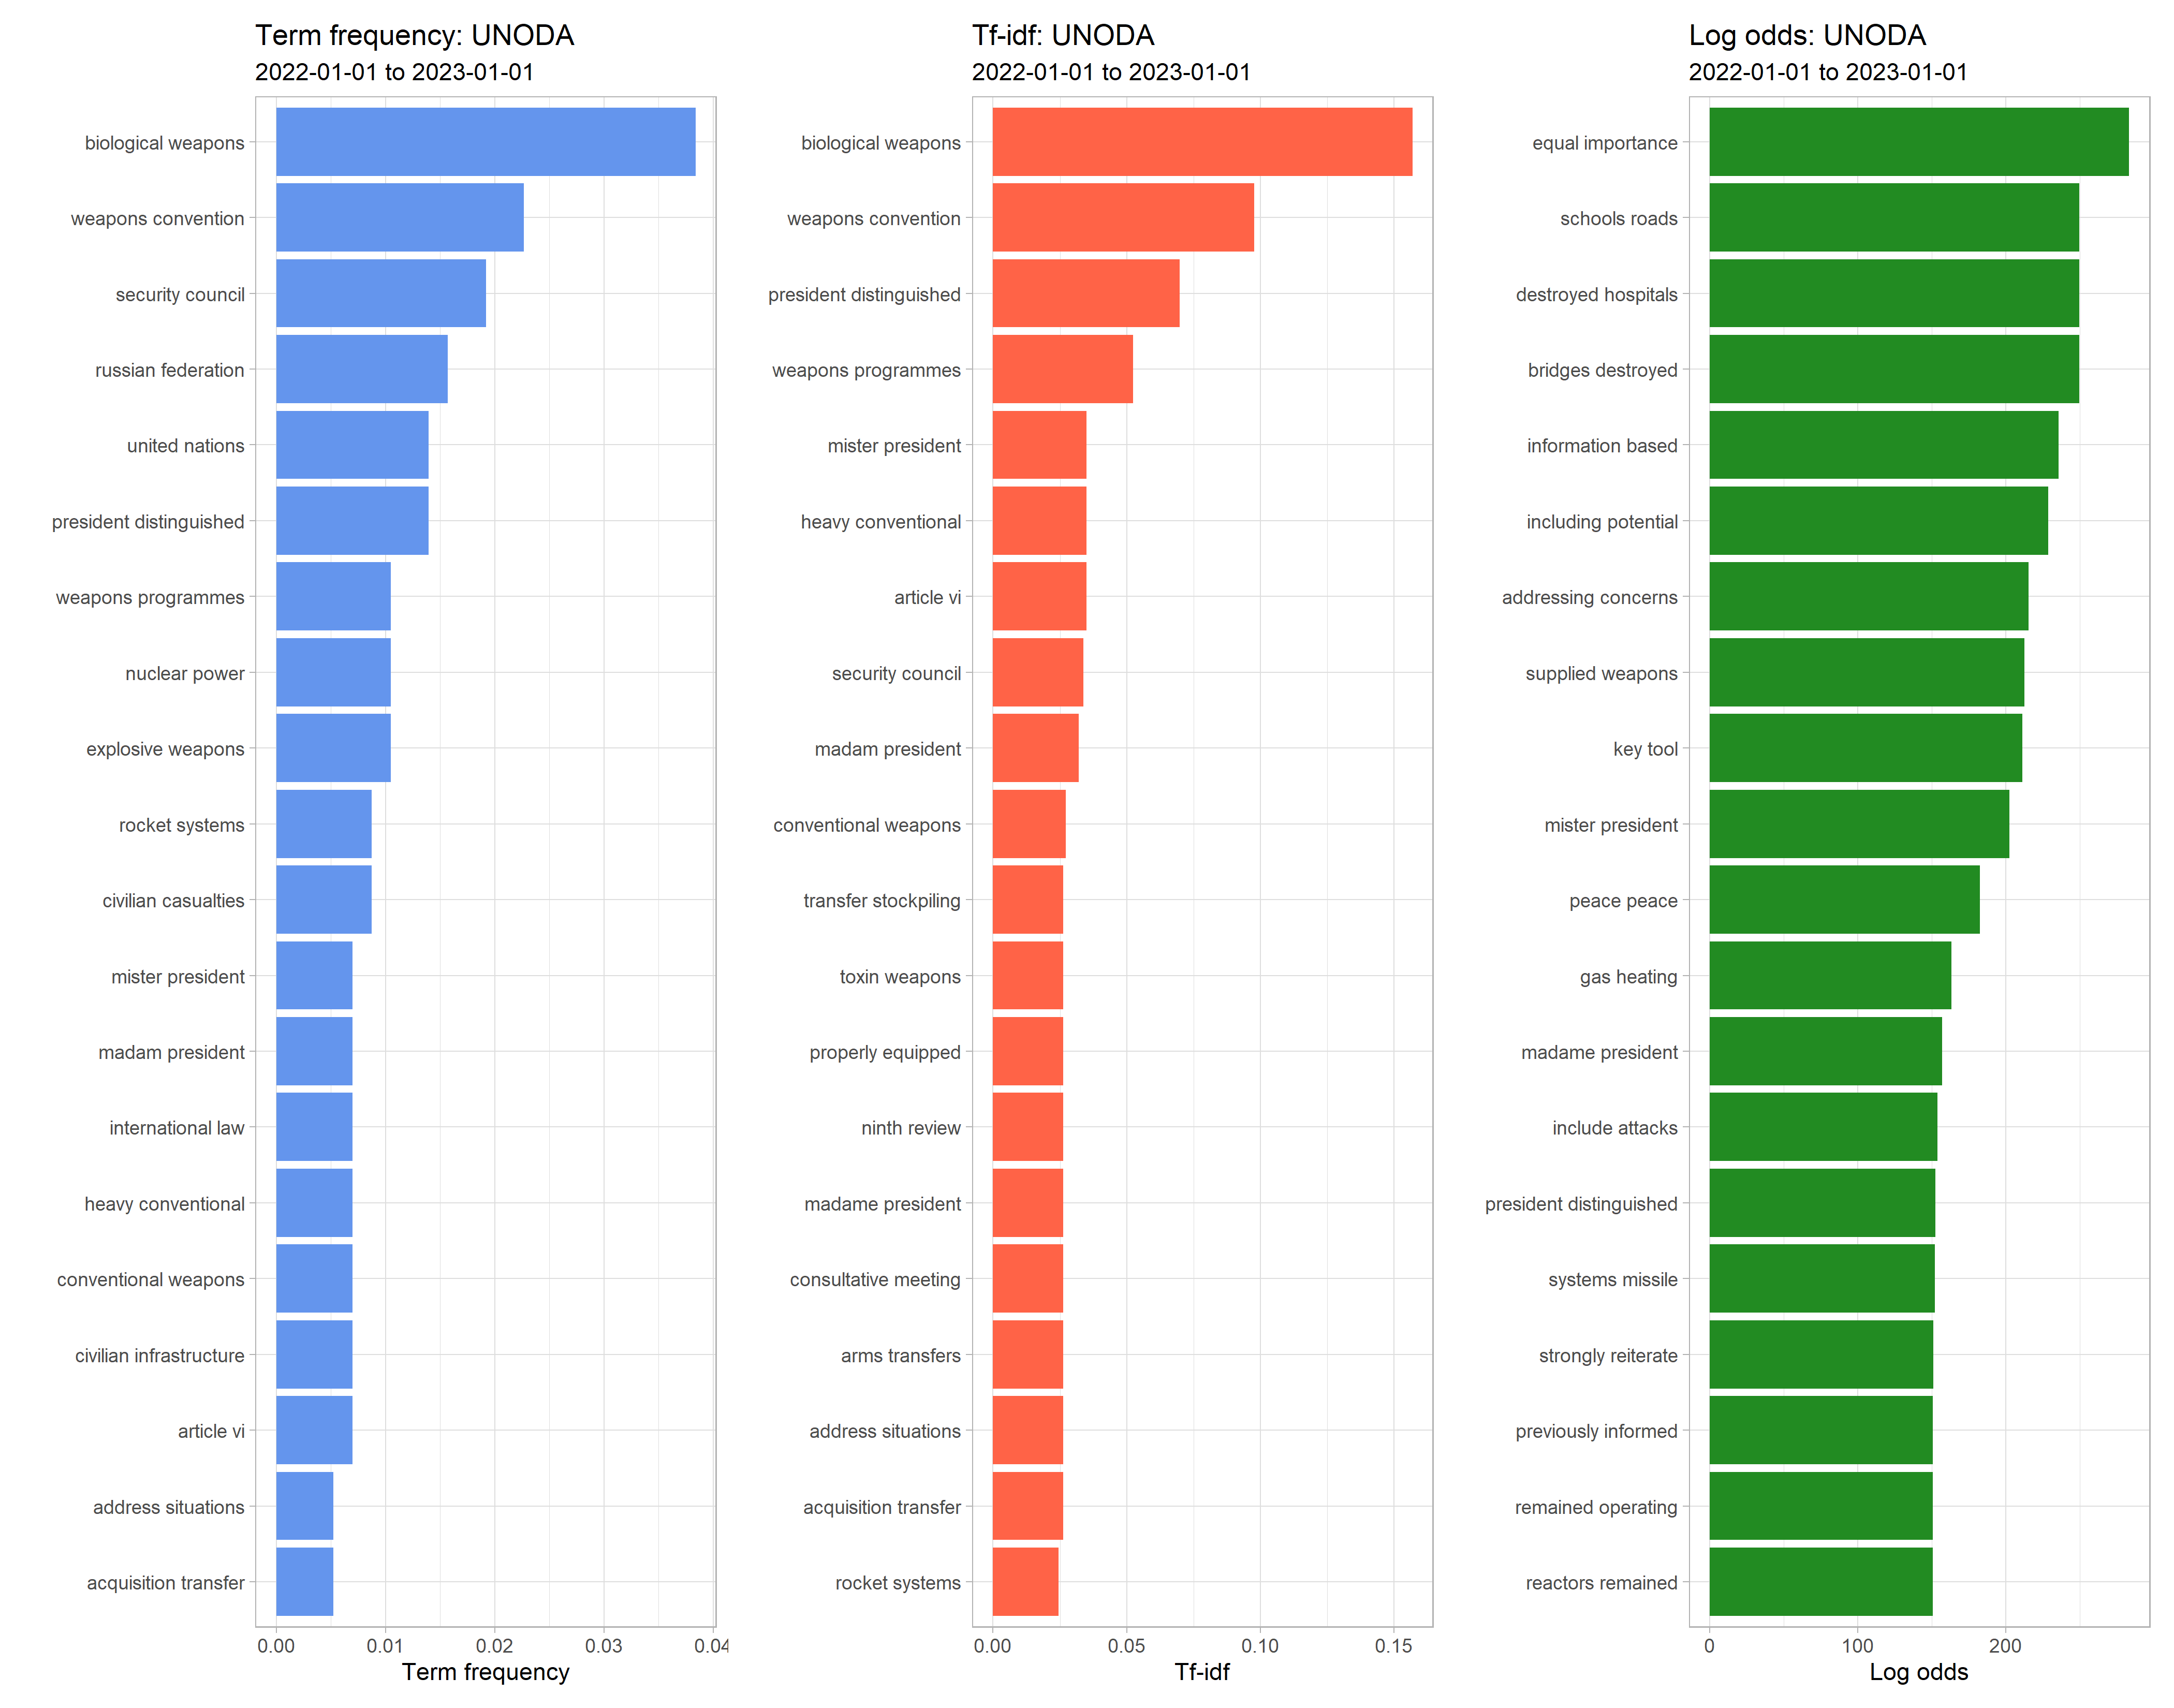 Term frequency: UNODA
2022-01-01 to 2023-01-01
biological weapons
weapons convention
security council
russian federation
united nations
president distinguished
weapons programmes
nuclear power
explosive weapons
rocket systems
civilian casualties
mister president
madam president
international law
heavy conventional
conventional weapons
civilian infrastructure
article vi
address situations
acquisition transfer
0.00 0.01 0.02 0.03 0.04
Term frequency
Tf-idf: UNODA
2022-01-01 to 2023-01-01
biological weapons
weapons convention
president distinguished
weapons programmes
mister president
heavy conventional
article vi
security council
madam president
conventional weapons
transfer stockpiling
toxin weapons
properly equipped
ninth review
madame president
consultative meeting
arms transfers
address situations
acquisition transfer
rocket systems
0.00 0.05 0.10 0.15
Tf-idf
Log odds: UNODA
2022-01-01 to 2023-01-01
equal importance
schools roads
destroyed hospitals
bridges destroyed
information based
including potential
addressing concerns
supplied weapons
key tool
mister president
peace peace
gas heating
madame president
include attacks
president distinguished
systems missile
strongly reiterate
previously informed
remained operating
reactors remained
0 100 200
Log odds